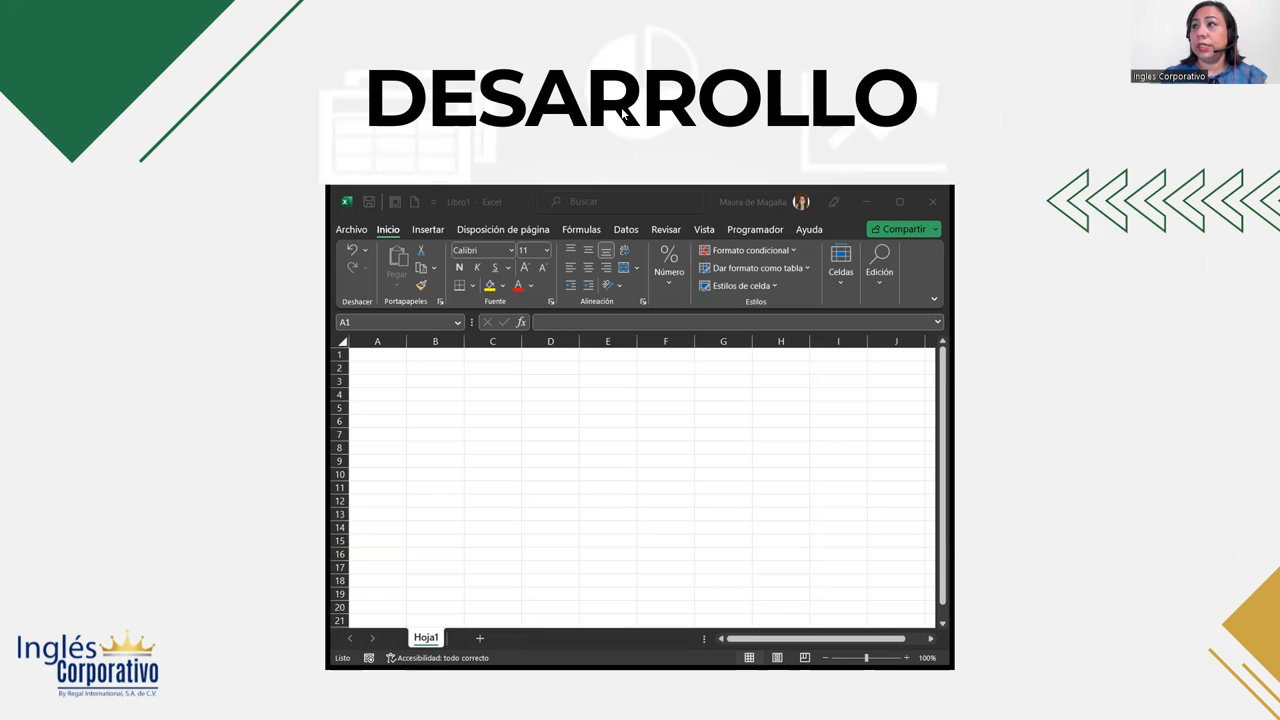 DESARROLLO
Ingles Corporativo
Libro1 - Excel
Buscar
Maura de Magaña
Archivo Inicio Insertar Disposición de página Fórmulas Datos Revisar Vista Programador Ayuda Compartir
Pegar
Calibri 11
N K S
Número
Formato condicional
Dar formato como tabla
Estilos de celda
Celdas
Edición
Deshacer Portapapeles Fuente Alineación Estilos
A1
fx
A B C D E F G H I J
1
2
3
4
5
6
7
8
9
10
11
12
13
14
15
16
17
18
19
20
21
Hoja1
Listo
Accesibilidad: todo correcto
100%
Inglés
Corporativo
By Regal International, S.A. de C.V.